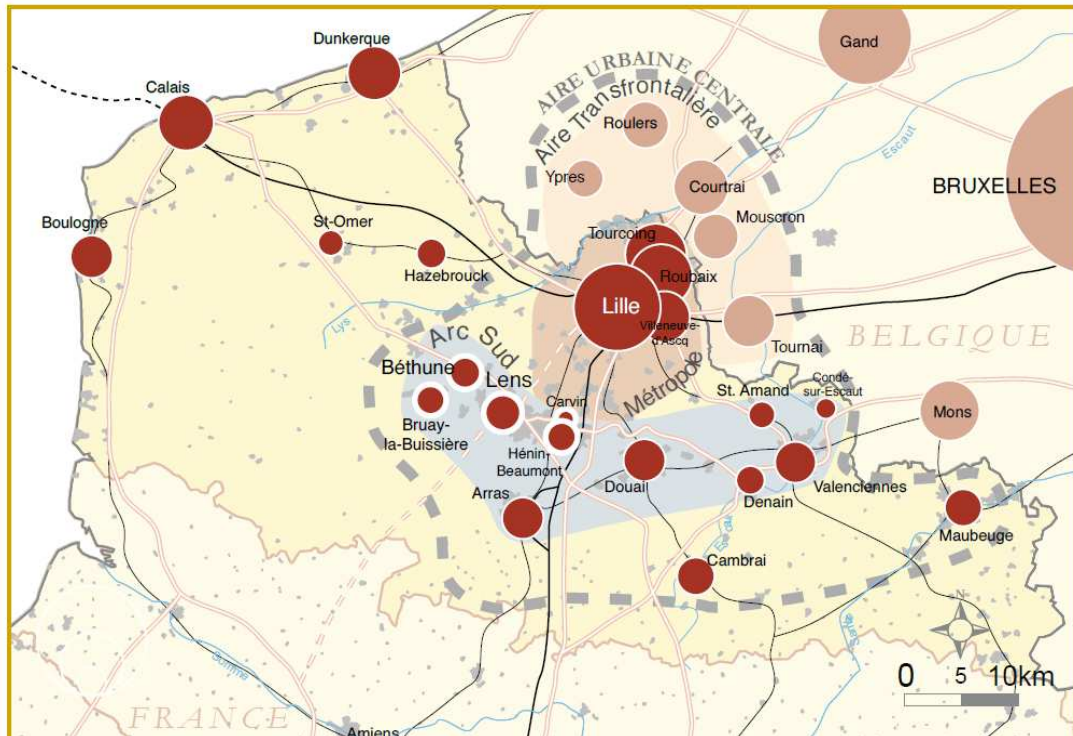 Dunkerque
Gand
Calais
AIRE URBAINE CENTRALE
Aire Transfrontalière
Roulers
Escaut
Ypres
Courtrai
BRUXELLES
Boulogne
St-Omer
Mouscron
Tourcoing
Hazebrouck
Roubaix
Lille
Lys
Villeneuve-
d'Ascq
BELGIQUE
Tournai
Arc Sud
Métropole
Béthune
Lens
St. Amand
Condé-
sur-Escaut
Carvin
Bruay-
la-Buissière
Mons
Hénin-
Beaumont
Arras
Douai
Denain
Valenciennes
Maubeuge
Escaut
Cambrai
N
Sambre
Somme
0 5 10km
FRANCE
Amiens